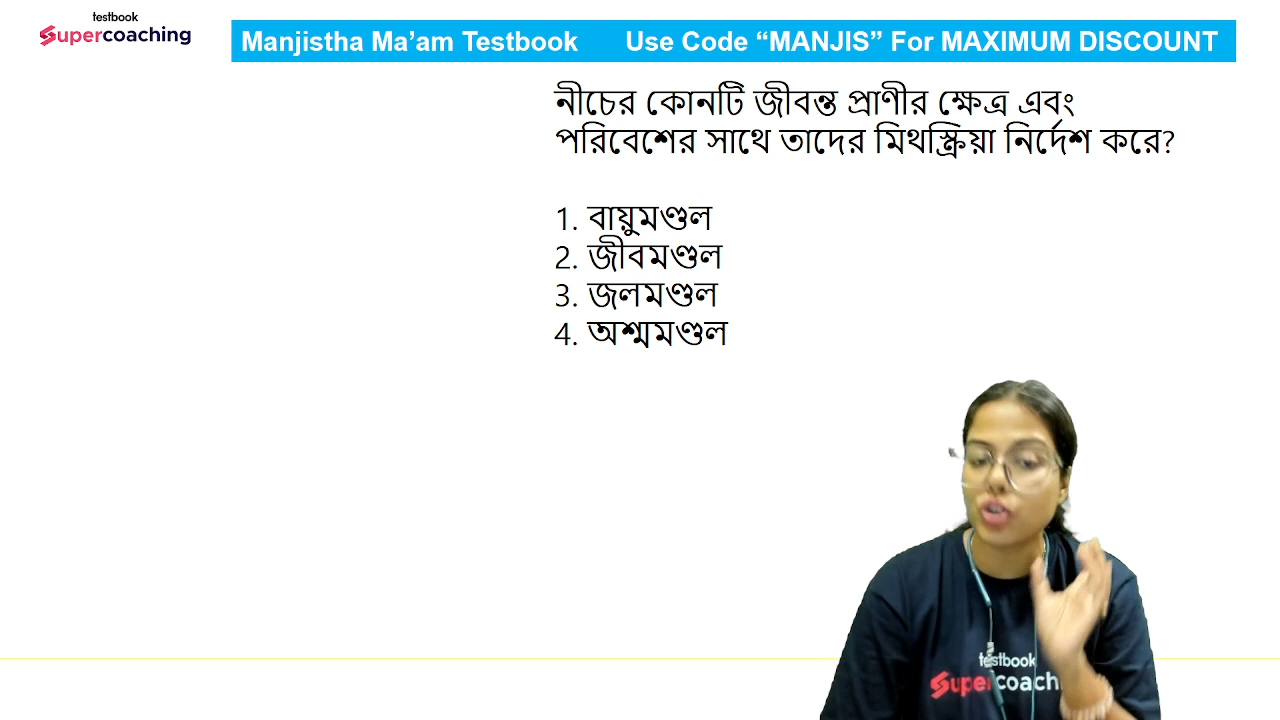 testbook
Supercoaching
Manjistha Ma’am Testbook Use Code “MANJIS” For MAXIMUM DISCOUNT
নীচের কোনটি জীবন্ত প্রাণীর ক্ষেত্র এবং
পরিবেশের সাথে তাদের মিথস্ক্রিয়া নির্দেশ করে?
1. বায়ুমণ্ডল
2. জীবমণ্ডল
3. জলমণ্ডল
4. অশ্মমণ্ডল
testbook
Supercoachi